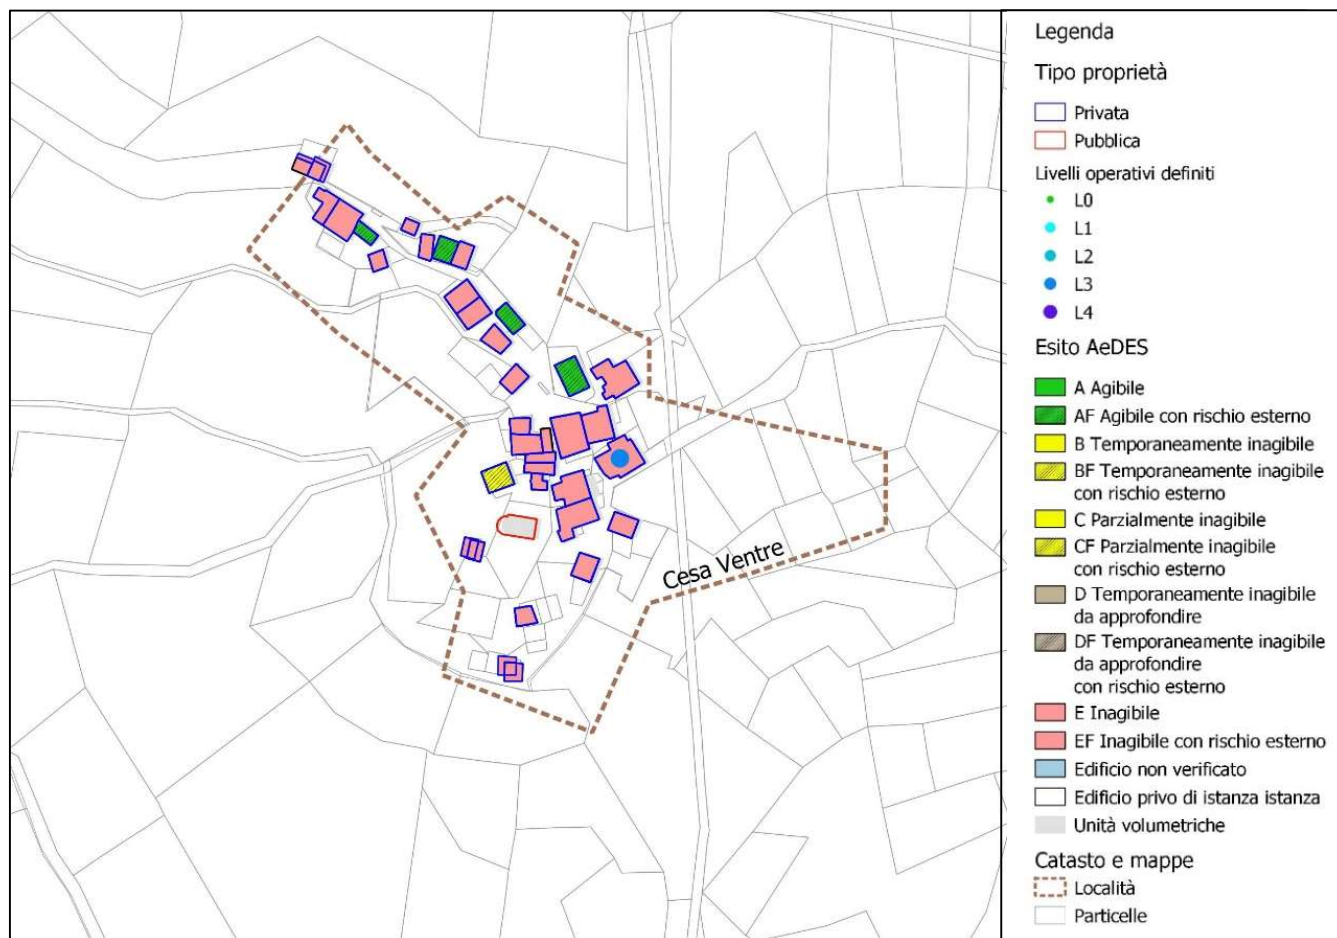 Cesa Ventre
Legenda
Tipo proprietà
Privata
Pubblica
Livelli operativi definiti
L0
L1
L2
L3
L4
Esito AeDES
A Agibile
AF Agibile con rischio esterno
B Temporaneamente inagibile
BF Temporaneamente inagibile
con rischio esterno
C Parzialmente inagibile
CF Parzialmente inagibile
con rischio esterno
D Temporaneamente inagibile
da approfondire
DF Temporaneamente inagibile
da approfondire
con rischio esterno
E Inagibile
EF Inagibile con rischio esterno
Edificio non verificato
Edificio privo di istanza istanza
Unità volumetriche
Catasto e mappe
Località
Particelle